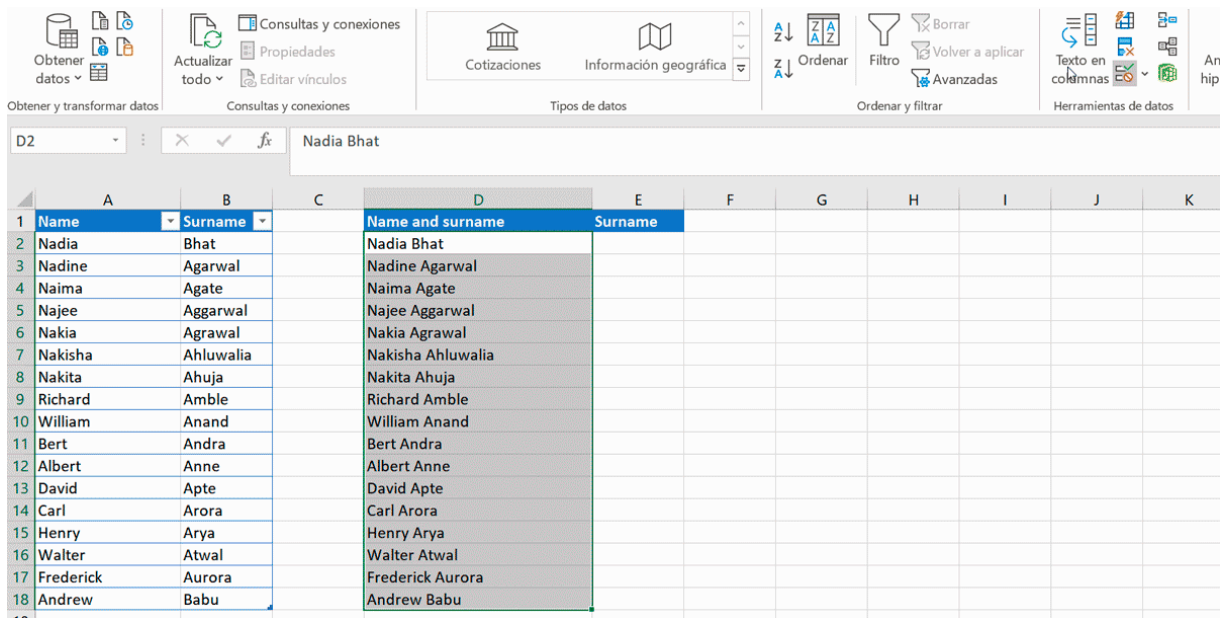 Obtener datos
Actualizar todo
Consultas y conexiones
Propiedades
Editar vínculos
Cotizaciones
Información geográfica
Ordenar
Filtro
Borrar
Volver a aplicar
Avanzadas
Texto en columnas
Obtener y transformar datos
Consultas y conexiones
Tipos de datos
Ordenar y filtrar
Herramientas de datos
D2 fx Nadia Bhat
A B C D E F G H I J K
1 Name Surname Name and surname Surname
2 Nadia Bhat Nadia Bhat
3 Nadine Agarwal Nadine Agarwal
4 Naima Agate Naima Agate
5 Najee Aggarwal Najee Aggarwal
6 Nakia Agrawal Nakia Agrawal
7 Nakisha Ahluwalia Nakisha Ahluwalia
8 Nakita Ahuja Nakita Ahuja
9 Richard Amble Richard Amble
10 William Anand William Anand
11 Bert Andra Bert Andra
12 Albert Anne Albert Anne
13 David Apte David Apte
14 Carl Arora Carl Arora
15 Henry Arya Henry Arya
16 Walter Atwal Walter Atwal
17 Frederick Aurora Frederick Aurora
18 Andrew Babu Andrew Babu